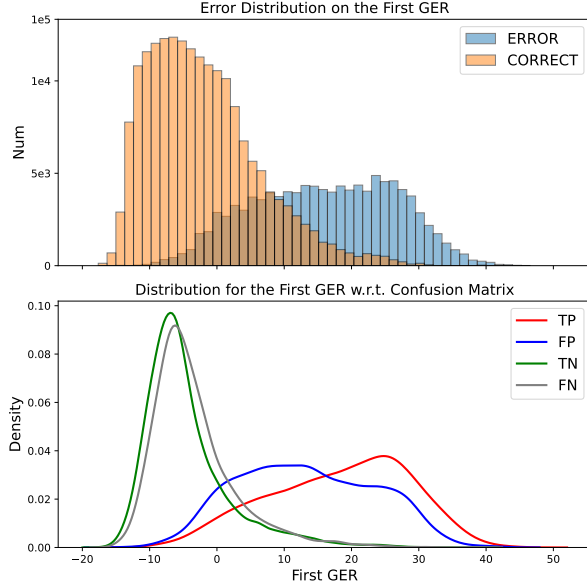 Error Distribution on the First GER
1e5
1e4
5e3
0
Num
ERROR
CORRECT
Distribution for the First GER w.r.t. Confusion Matrix
0.10
0.08
0.06
0.04
0.02
0.00
Density
TP
FP
TN
FN
−20 −10 0 10 20 30 40 50
First GER